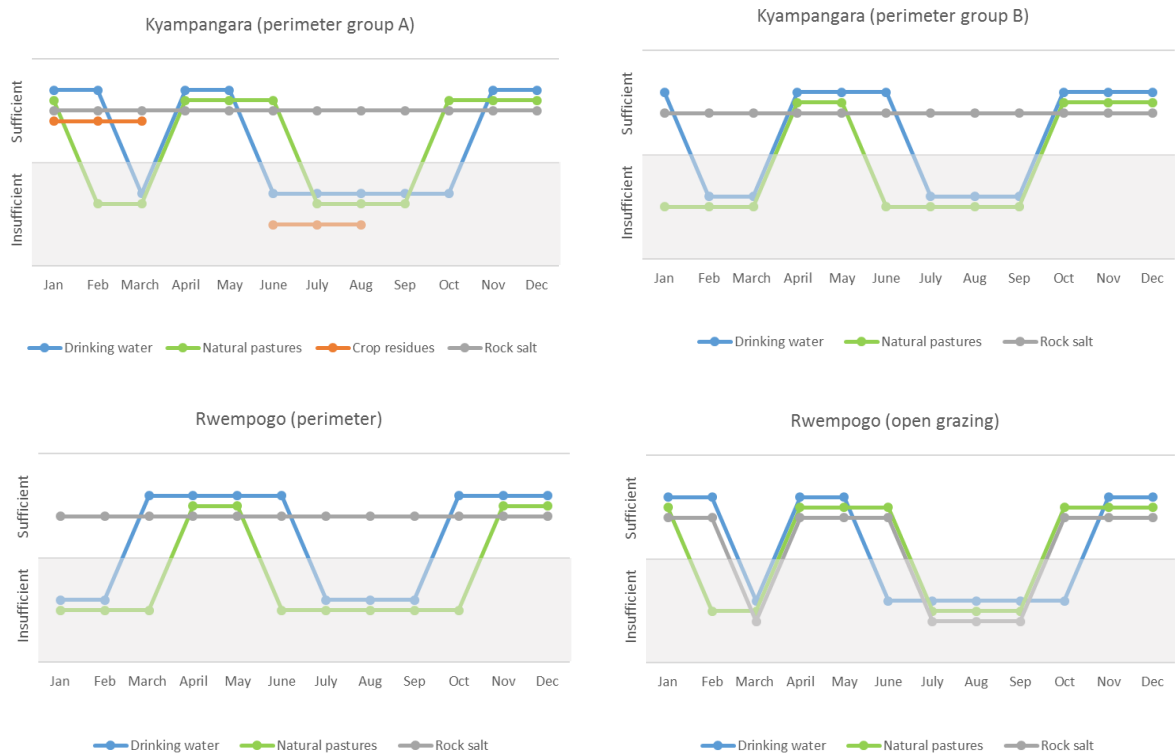 Kyampangara (perimeter group A)
Sufficient
Insufficient
Jan Feb March April May June July Aug Sep Oct Nov Dec
Drinking water Natural pastures Crop residues Rock salt
Kyampangara (perimeter group B)
Sufficient
Insufficient
Jan Feb March April May June July Aug Sep Oct Nov Dec
Drinking water Natural pastures Rock salt
Rwempogo (perimeter)
Sufficient
Insufficient
Jan Feb March April May June July Aug Sep Oct Nov Dec
Drinking water Natural pastures Rock salt
Rwempogo (open grazing)
Sufficient
Insufficient
Jan Feb March April May June July Aug Sep Oct Nov Dec
Drinking water Natural pastures Rock salt